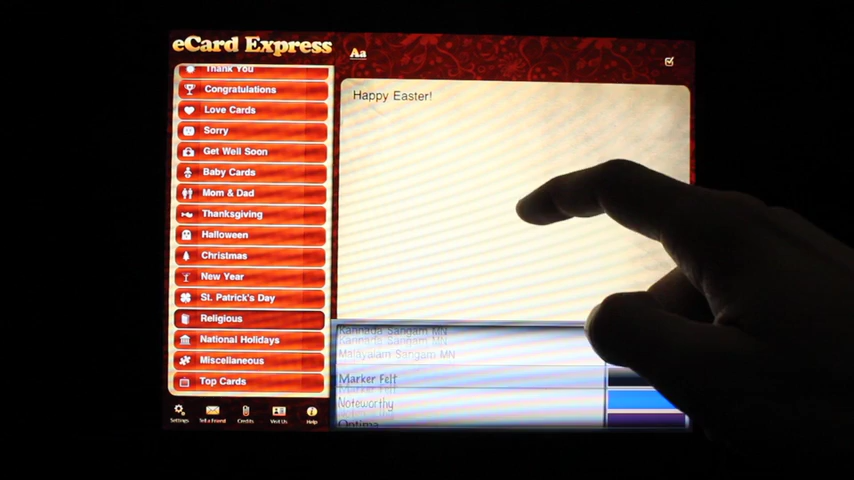 eCard Express
Aa
Thank You
Congratulations
Love Cards
Sorry
Get Well Soon
Baby Cards
Mom & Dad
Thanksgiving
Halloween
Christmas
New Year
St. Patrick's Day
Religious
National Holidays
Miscellaneous
Top Cards
Settings
Tell a Friend
Credits
Visit Us
Help
Happy Easter!
Kannada Sangam MN
Malayalam Sangam MN
Marker Felt
Noteworthy
Optima